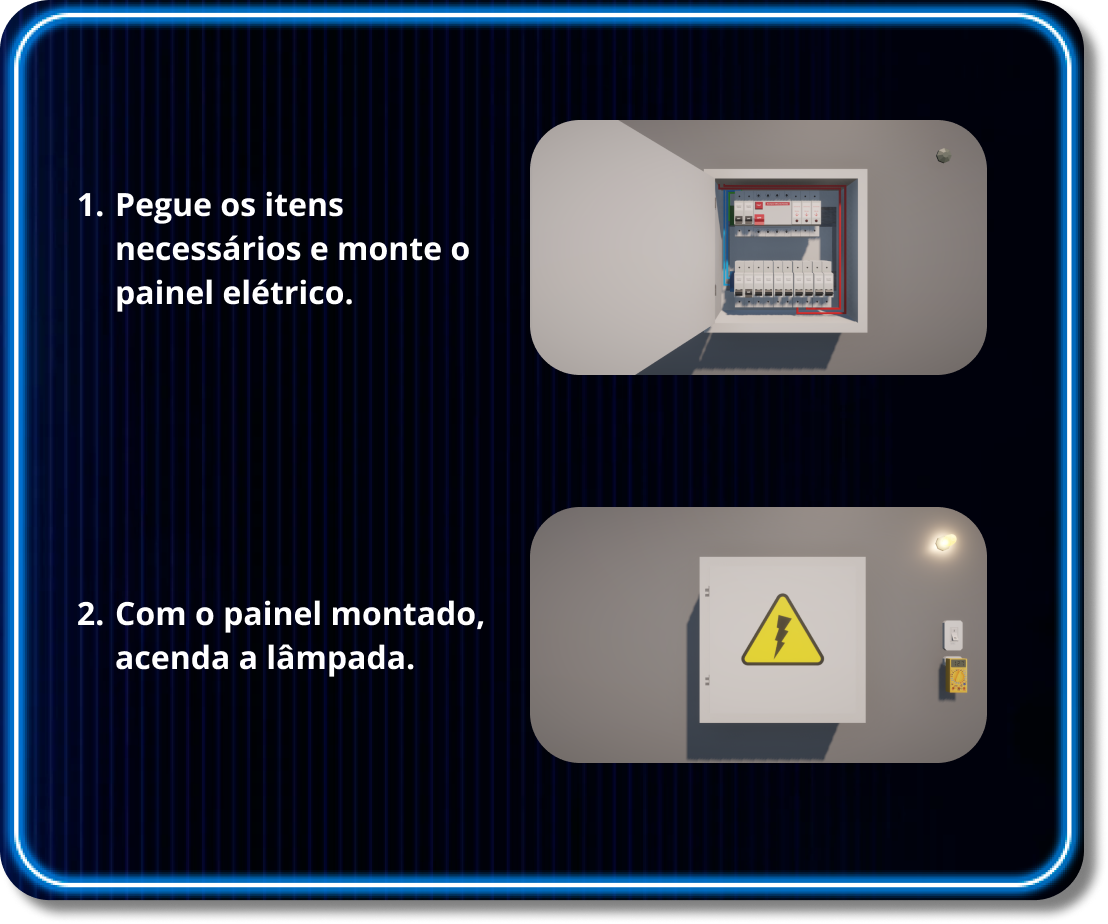 1. Pegue os itens
necessários e monte o
painel elétrico.
2. Com o painel montado,
acenda a lâmpada.